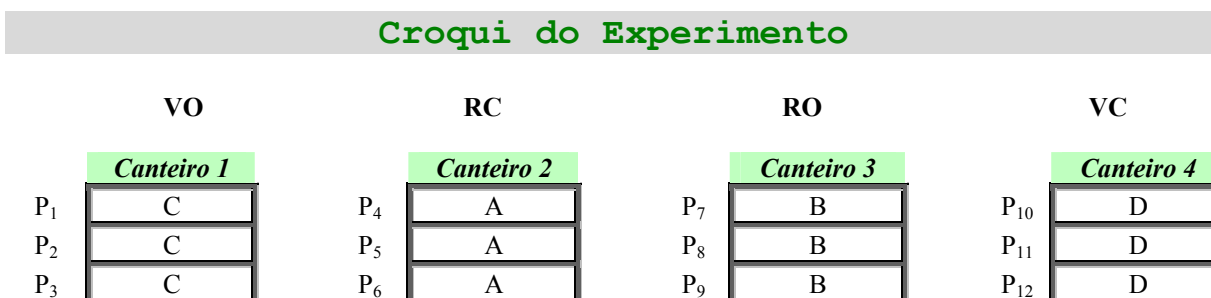 Croqui do Experimento
VO RC RO VC
Canteiro 1 Canteiro 2 Canteiro 3 Canteiro 4
P₁ C P₄ A P₇ B P₁₀ D
P₂ C P₅ A P₈ B P₁₁ D
P₃ C P₆ A P₉ B P₁₂ D